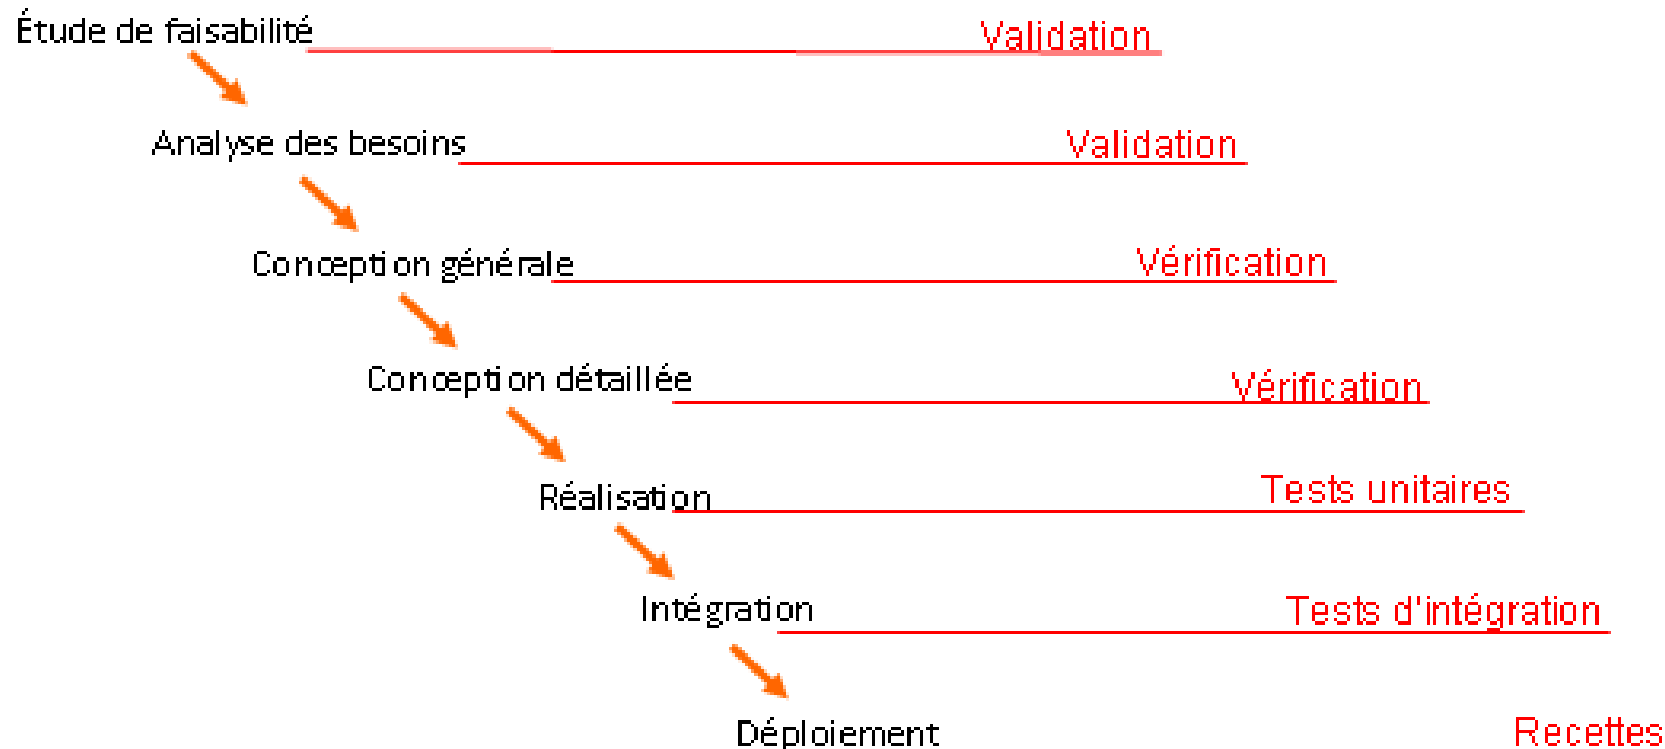 Étude de faisabilité Validation
Analyse des besoins Validation
Conception générale Vérification
Conception détaillée Vérification
Réalisation Tests unitaires
Intégration Tests d'intégration
Déploiement Recettes